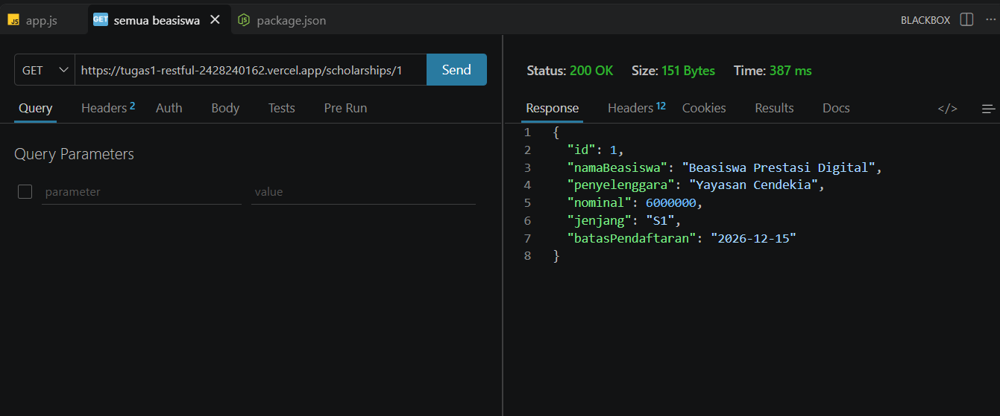 JS app.js GET semua beasiswa package.json BLACKBOX
GET https://tugas1-restful-2428240162.vercel.app/scholarships/1 Send
Query Headers 2 Auth Body Tests Pre Run
Query Parameters
parameter value
Status: 200 OK Size: 151 Bytes Time: 387 ms
Response Headers 12 Cookies Results Docs </>
1 {
2 "id": 1,
3 "namaBeasiswa": "Beasiswa Prestasi Digital",
4 "penyelenggara": "Yayasan Cendekia",
5 "nominal": 6000000,
6 "jenjang": "S1",
7 "batasPendaftaran": "2026-12-15"
8 }